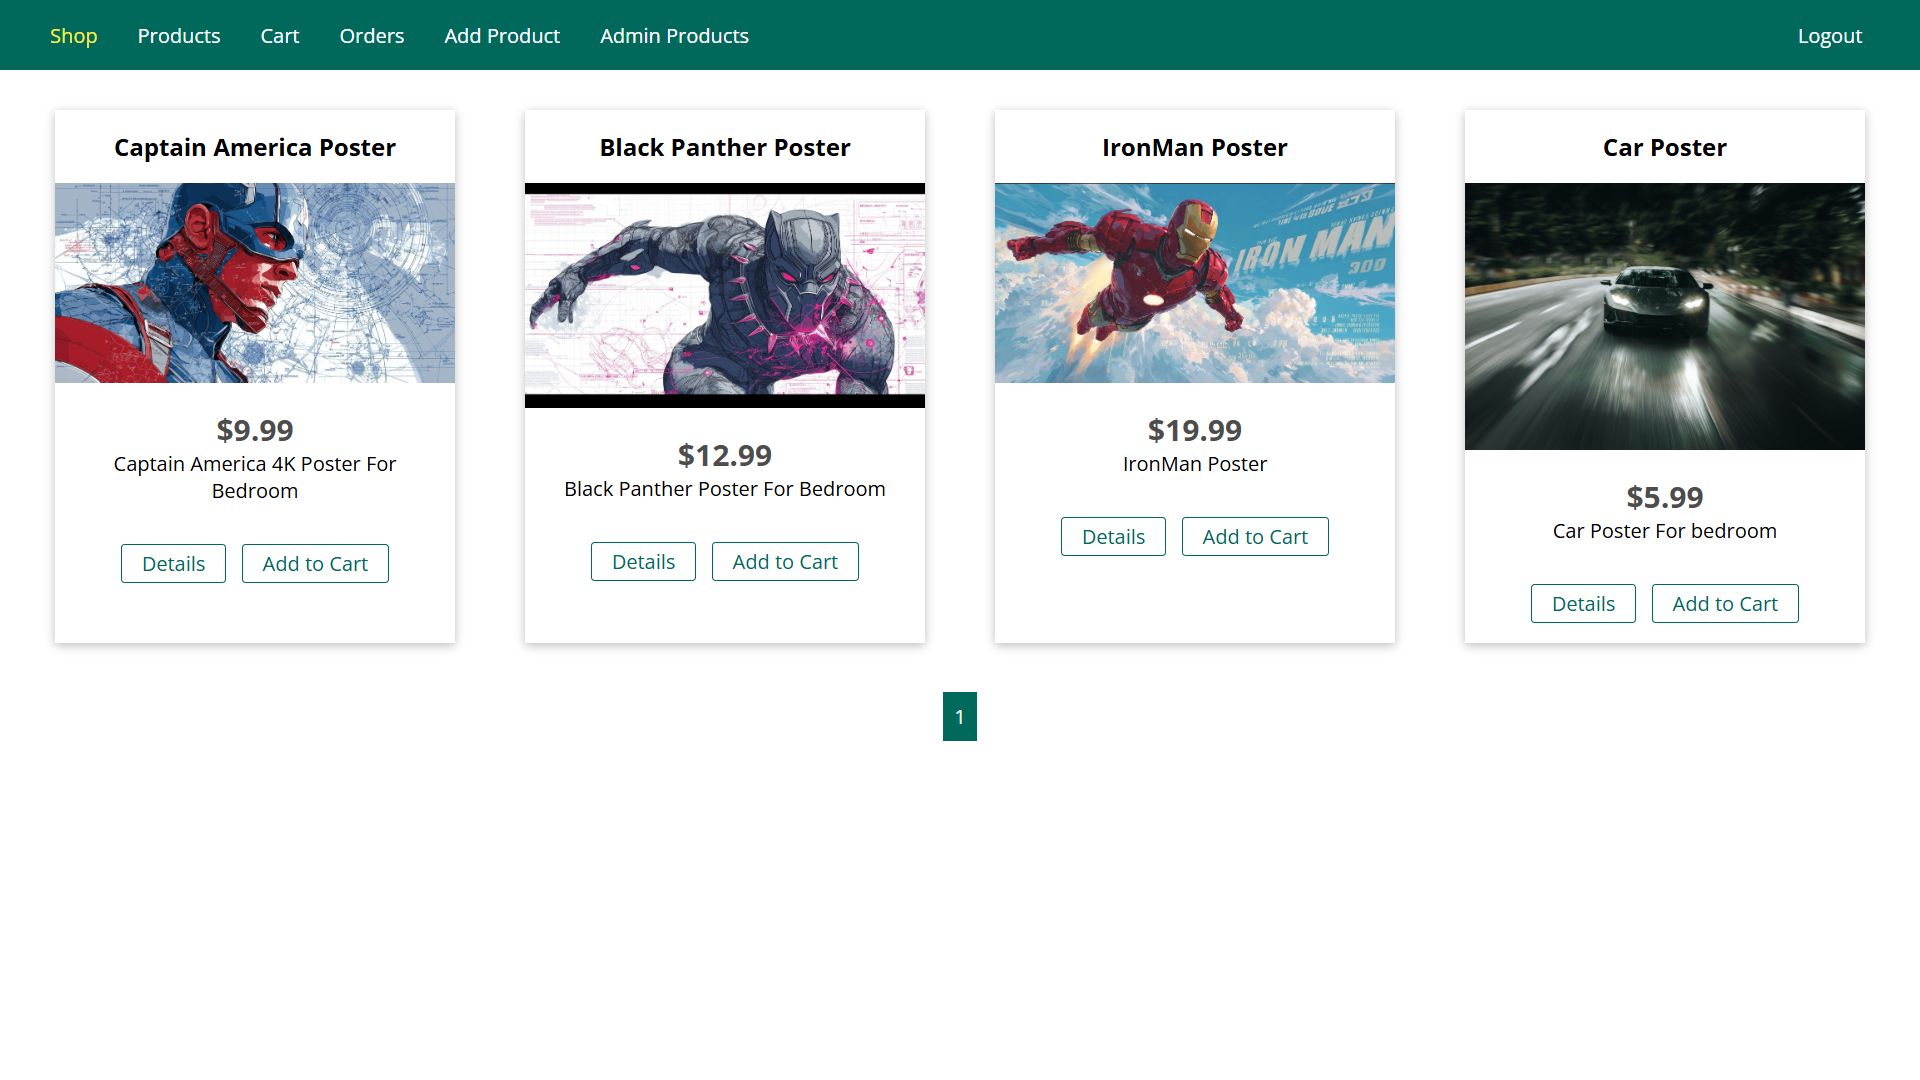 Shop Products Cart Orders Add Product Admin Products Logout
Captain America Poster
$9.99
Captain America 4K Poster For
Bedroom
Details Add to Cart
Black Panther Poster
$12.99
Black Panther Poster For Bedroom
Details Add to Cart
IronMan Poster
IRON MAN
300
$19.99
IronMan Poster
Details Add to Cart
Car Poster
$5.99
Car Poster For bedroom
Details Add to Cart
1